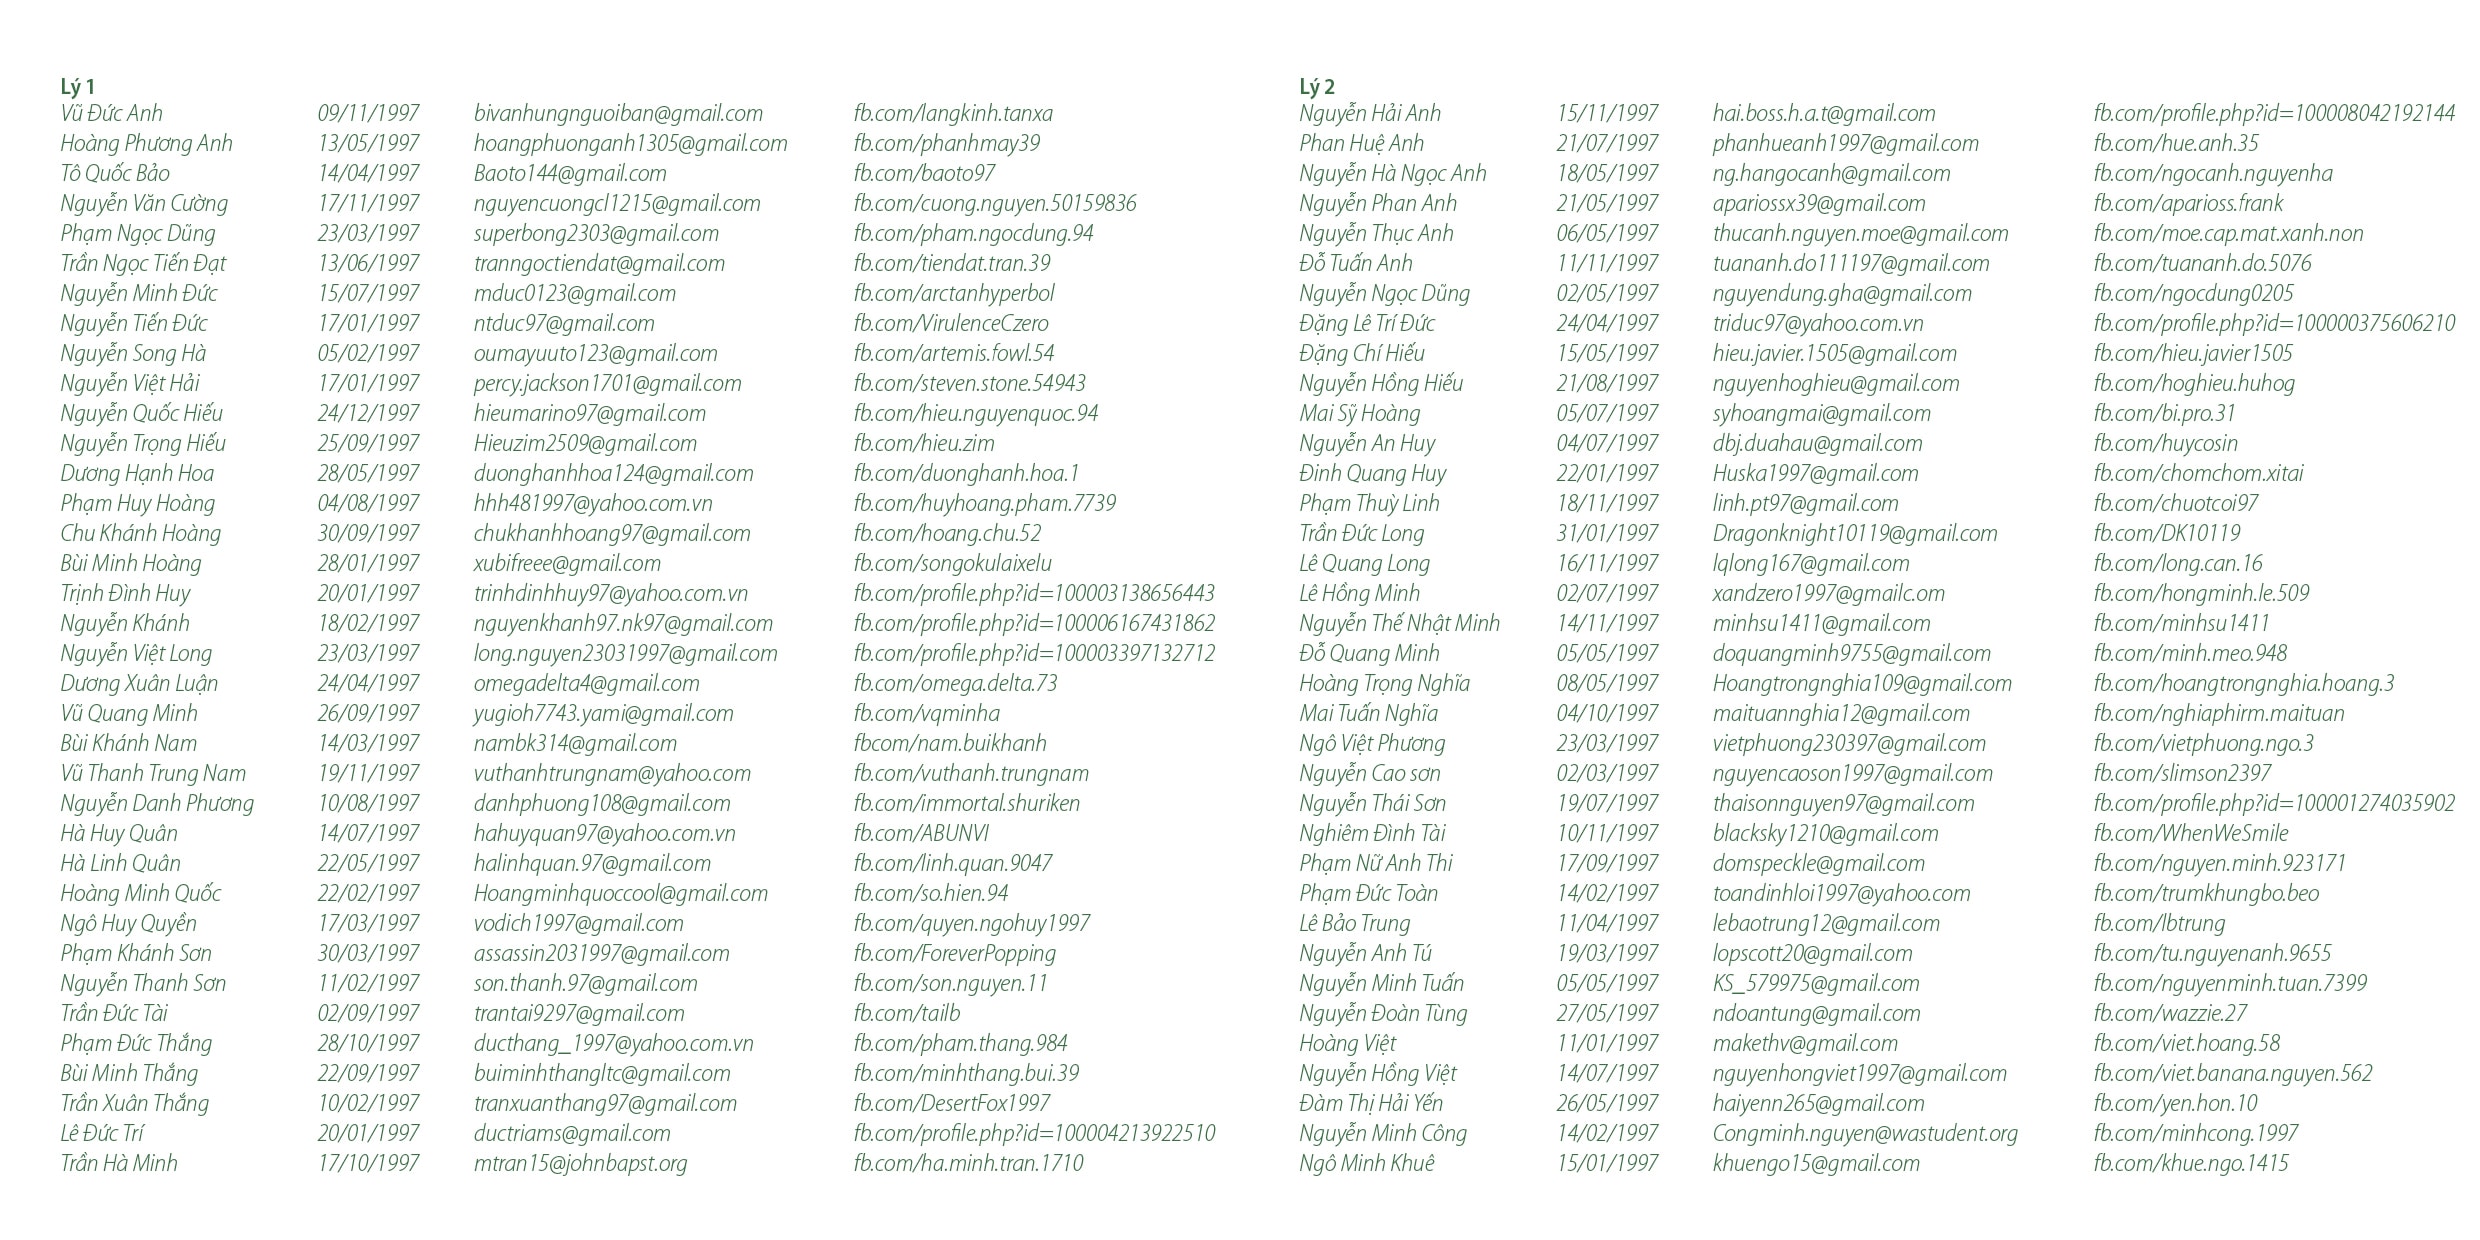 Lý 1
Vũ Đức Anh 09/11/1997 bivanhungnguoiban@gmail.com fb.com/langkinh.tanxa
Hoàng Phương Anh 13/05/1997 hoangphuonganh1305@gmail.com fb.com/phanhmay39
Tô Quốc Bảo 14/04/1997 Baoto144@gmail.com fb.com/baoto97
Nguyễn Văn Cường 17/11/1997 nguyencuongcl1215@gmail.com fb.com/cuong.nguyen.50159836
Phạm Ngọc Dũng 23/03/1997 superbong2303@gmail.com fb.com/pham.ngocdung.94
Trần Ngọc Tiến Đạt 13/06/1997 tranngoctiendat@gmail.com fb.com/tiendat.tran.39
Nguyễn Minh Đức 15/07/1997 mduc0123@gmail.com fb.com/arctanhyperbol
Nguyễn Tiến Đức 17/01/1997 ntduc97@gmail.com fb.com/VirulenceCzero
Nguyễn Song Hà 05/02/1997 oumayuuto123@gmail.com fb.com/artemis.fowl.54
Nguyễn Việt Hải 17/01/1997 percy.jackson1701@gmail.com fb.com/steven.stone.54943
Nguyễn Quốc Hiếu 24/12/1997 hieumarino97@gmail.com fb.com/hieu.nguyenquoc.94
Nguyễn Trọng Hiếu 25/09/1997 Hieuzim2509@gmail.com fb.com/hieu.zim
Dương Hạnh Hoa 28/05/1997 duonghanhhoa124@gmail.com fb.com/duonghanh.hoa.1
Phạm Huy Hoàng 04/08/1997 hhh481997@yahoo.com.vn fb.com/huyhoang.pham.7739
Chu Khánh Hoàng 30/09/1997 chukhanhhoang97@gmail.com fb.com/hoang.chu.52
Bùi Minh Hoàng 28/01/1997 xubifreee@gmail.com fb.com/songokulaixelu
Trịnh Đình Huy 20/01/1997 trinhdinhhuy97@yahoo.com.vn fb.com/profile.php?id=100003138656443
Nguyễn Khánh 18/02/1997 nguyenkhanh97.nk97@gmail.com fb.com/profile.php?id=100006167431862
Nguyễn Việt Long 23/03/1997 long.nguyen23031997@gmail.com fb.com/profile.php?id=100003397132712
Dương Xuân Luận 24/04/1997 omegadelta4@gmail.com fb.com/omega.delta.73
Vũ Quang Minh 26/09/1997 yugioh7743.yami@gmail.com fb.com/vqminha
Bùi Khánh Nam 14/03/1997 nambk314@gmail.com fbcom/nam.buikhanh
Vũ Thanh Trung Nam 19/11/1997 vuthanhtrungnam@yahoo.com fb.com/vuthanh.trungnam
Nguyễn Danh Phương 10/08/1997 danhphuong108@gmail.com fb.com/immortal.shuriken
Hà Huy Quân 14/07/1997 hahuyquan97@yahoo.com.vn fb.com/ABUNVI
Hà Linh Quân 22/05/1997 halinhquan.97@gmail.com fb.com/linh.quan.9047
Hoàng Minh Quốc 22/02/1997 Hoangminhquoccool@gmail.com fb.com/so.hien.94
Ngô Huy Quyền 17/03/1997 vodich1997@gmail.com fb.com/quyen.ngohuy1997
Phạm Khánh Sơn 30/03/1997 assassin2031997@gmail.com fb.com/ForeverPopping
Nguyễn Thanh Sơn 11/02/1997 son.thanh.97@gmail.com fb.com/son.nguyen.11
Trần Đức Tài 02/09/1997 trantai9297@gmail.com fb.com/tailb
Phạm Đức Thắng 28/10/1997 ducthang_1997@yahoo.com.vn fb.com/pham.thang.984
Bùi Minh Thắng 22/09/1997 buiminhthangltc@gmail.com fb.com/minhthang.bui.39
Trần Xuân Thắng 10/02/1997 tranxuanthang97@gmail.com fb.com/DesertFox1997
Lê Đức Trí 20/01/1997 ductriams@gmail.com fb.com/profile.php?id=100004213922510
Trần Hà Minh 17/10/1997 mtran15@johnbapst.org fb.com/ha.minh.tran.1710
Lý 2
Nguyễn Hải Anh 15/11/1997 hai.boss.h.a.t@gmail.com fb.com/profile.php?id=100008042192144
Phan Huệ Anh 21/07/1997 phanhueanh1997@gmail.com fb.com/hue.anh.35
Nguyễn Hà Ngọc Anh 18/05/1997 ng.hangocanh@gmail.com fb.com/ngocanh.nguyenha
Nguyễn Phan Anh 21/05/1997 apariossx39@gmail.com fb.com/aparioss.frank
Nguyễn Thục Anh 06/05/1997 thucanh.nguyen.moe@gmail.com fb.com/moe.cap.mat.xanh.non
Đỗ Tuấn Anh 11/11/1997 tuananh.do111197@gmail.com fb.com/tuananh.do.5076
Nguyễn Ngọc Dũng 02/05/1997 nguyendung.gha@gmail.com fb.com/ngocdung0205
Đặng Lê Trí Đức 24/04/1997 triduc97@yahoo.com.vn fb.com/profile.php?id=100000375606210
Đặng Chí Hiếu 15/05/1997 hieu.javier.1505@gmail.com fb.com/hieu.javier1505
Nguyễn Hồng Hiếu 21/08/1997 nguyenhoghieu@gmail.com fb.com/hoghieu.huhog
Mai Sỹ Hoàng 05/07/1997 syhoangmai@gmail.com fb.com/bi.pro.31
Nguyễn An Huy 04/07/1997 dbj.duahau@gmail.com fb.com/huycosin
Đinh Quang Huy 22/01/1997 Huska1997@gmail.com fb.com/chomchom.xitai
Phạm Thuỳ Linh 18/11/1997 linh.pt97@gmail.com fb.com/chuotcoi97
Trần Đức Long 31/01/1997 Dragonknight10119@gmail.com fb.com/DK10119
Lê Quang Long 16/11/1997 lqlong167@gmail.com fb.com/long.can.16
Lê Hồng Minh 02/07/1997 xandzero1997@gmailc.om fb.com/hongminh.le.509
Nguyễn Thế Nhật Minh 14/11/1997 minhsu1411@gmail.com fb.com/minhsu1411
Đỗ Quang Minh 05/05/1997 doquangminh9755@gmail.com fb.com/minh.meo.948
Hoàng Trọng Nghĩa 08/05/1997 Hoangtrongnghia109@gmail.com fb.com/hoangtrongnghia.hoang.3
Mai Tuấn Nghĩa 04/10/1997 maituannghia12@gmail.com fb.com/nghiaphirm.maituan
Ngô Việt Phương 23/03/1997 vietphuong230397@gmail.com fb.com/vietphuong.ngo.3
Nguyễn Cao sơn 02/03/1997 nguyencaoson1997@gmail.com fb.com/slimson2397
Nguyễn Thái Sơn 19/07/1997 thaisonnguyen97@gmail.com fb.com/profile.php?id=100001274035902
Nghiêm Đình Tài 10/11/1997 blacksky1210@gmail.com fb.com/WhenWeSmile
Phạm Nữ Anh Thi 17/09/1997 domspeckle@gmail.com fb.com/nguyen.minh.923171
Phạm Đức Toàn 14/02/1997 toandinhloi1997@yahoo.com fb.com/trumkhungbo.beo
Lê Bảo Trung 11/04/1997 lebaotrung12@gmail.com fb.com/lbtrung
Nguyễn Anh Tú 19/03/1997 lopscott20@gmail.com fb.com/tu.nguyenanh.9655
Nguyễn Minh Tuấn 05/05/1997 KS_579975@gmail.com fb.com/nguyenminh.tuan.7399
Nguyễn Đoàn Tùng 27/05/1997 ndoantung@gmail.com fb.com/wazzie.27
Hoàng Việt 11/01/1997 makethv@gmail.com fb.com/viet.hoang.58
Nguyễn Hồng Việt 14/07/1997 nguyenhongviet1997@gmail.com fb.com/viet.banana.nguyen.562
Đàm Thị Hải Yến 26/05/1997 haiyenn265@gmail.com fb.com/yen.hon.10
Nguyễn Minh Công 14/02/1997 Congminh.nguyen@wastudent.org fb.com/minhcong.1997
Ngô Minh Khuê 15/01/1997 khuengo15@gmail.com fb.com/khue.ngo.1415